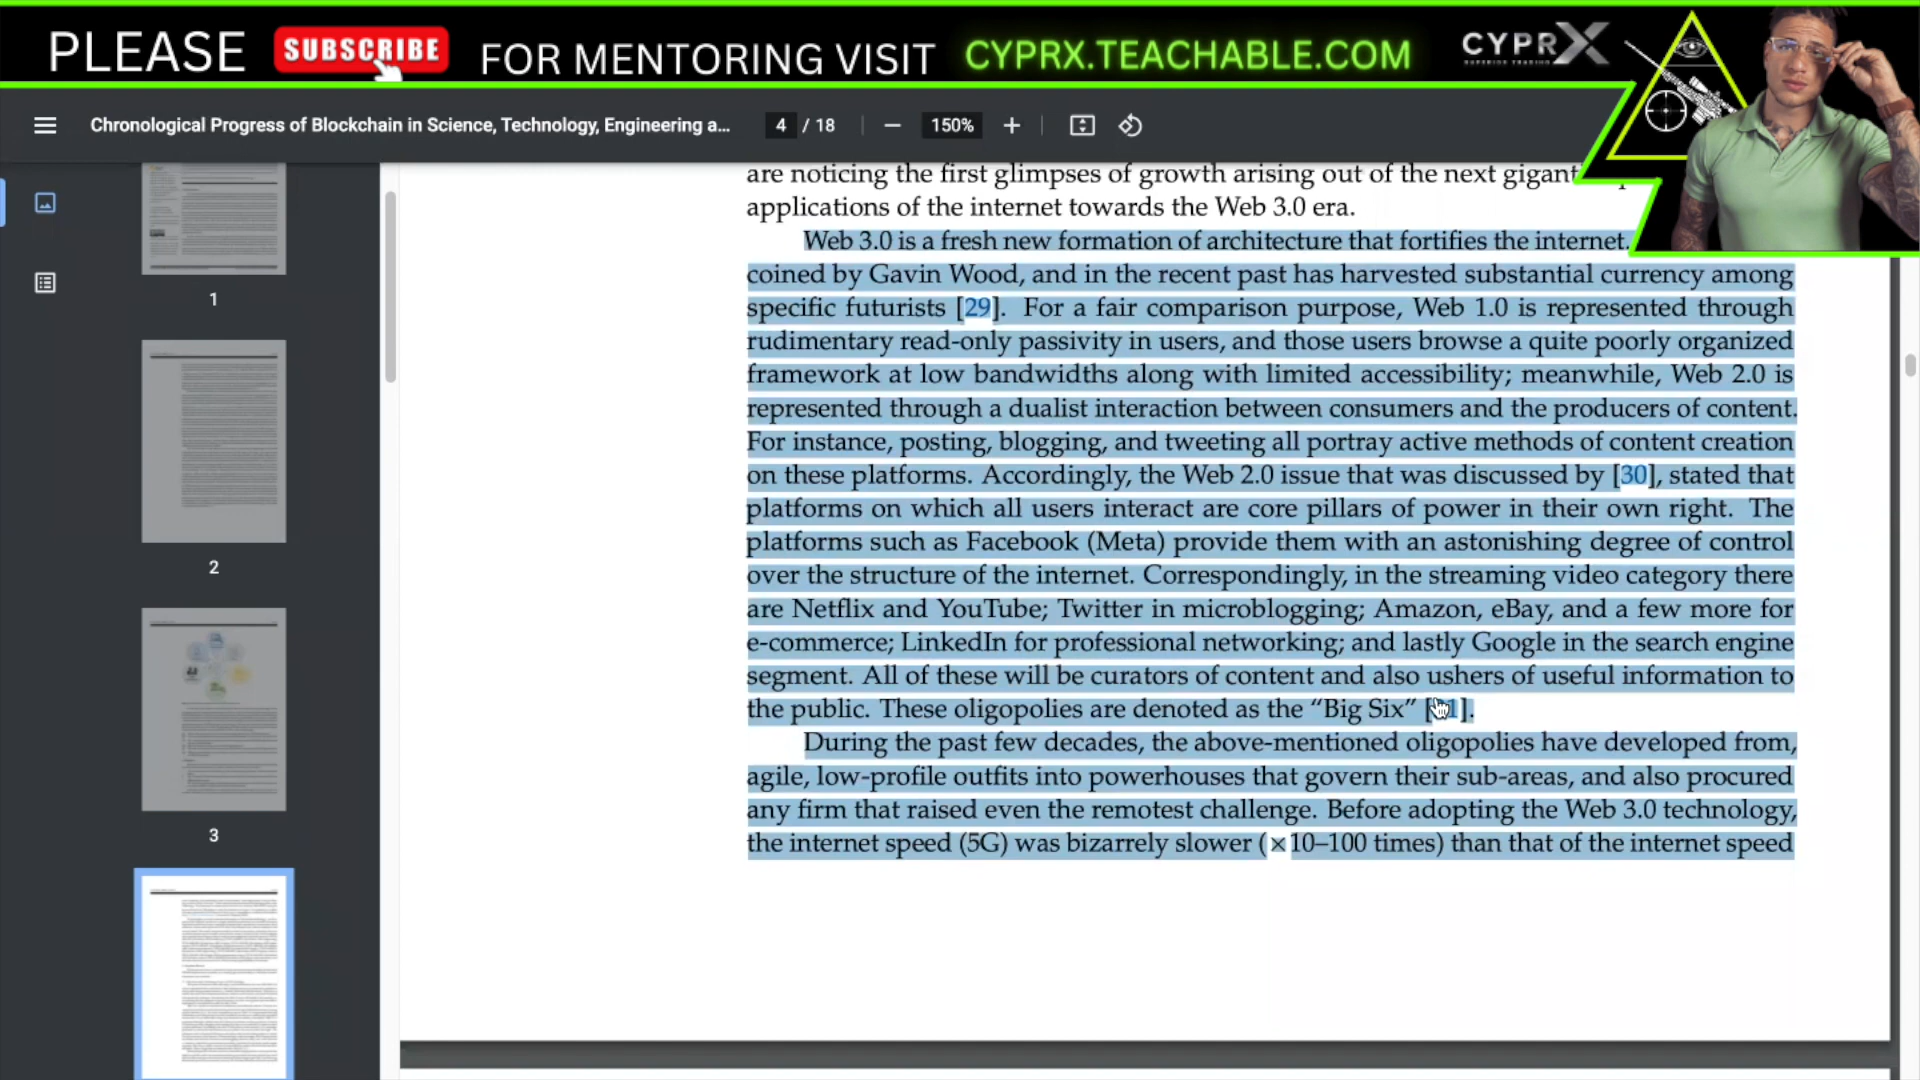 PLEASE SUBSCRIBE FOR MENTORING VISIT CYPRX.TEACHABLE.COM CYPRX
SUPERIOR TRADING
Chronological Progress of Blockchain in Science, Technology, Engineering a... 4 / 18 150%
are noticing the first glimpses of growth arising out of the next
applications of the internet towards the Web 3.0 era.
Web 3.0 is a fresh new formation of architecture that fortifies the internet.
coined by Gavin Wood, and in the recent past has harvested substantial currency among
specific futurists [29]. For a fair comparison purpose, Web 1.0 is represented through
rudimentary read-only passivity in users, and those users browse a quite poorly organized
framework at low bandwidths along with limited accessibility; meanwhile, Web 2.0 is
represented through a dualist interaction between consumers and the producers of content.
For instance, posting, blogging, and tweeting all portray active methods of content creation
on these platforms. Accordingly, the Web 2.0 issue that was discussed by [30], stated that
platforms on which all users interact are core pillars of power in their own right. The
platforms such as Facebook (Meta) provide them with an astonishing degree of control
over the structure of the internet. Correspondingly, in the streaming video category there
are Netflix and YouTube; Twitter in microblogging; Amazon, eBay, and a few more for
e-commerce; LinkedIn for professional networking; and lastly Google in the search engine
segment. All of these will be curators of content and also ushers of useful information to
the public. These oligopolies are denoted as the “Big Six”
During the past few decades, the above-mentioned oligopolies have developed from,
agile, low-profile outfits into powerhouses that govern their sub-areas, and also procured
any firm that raised even the remotest challenge. Before adopting the Web 3.0 technology,
the internet speed (5G) was bizarrely slower (×10–100 times) than that of the internet speed
1
2
3